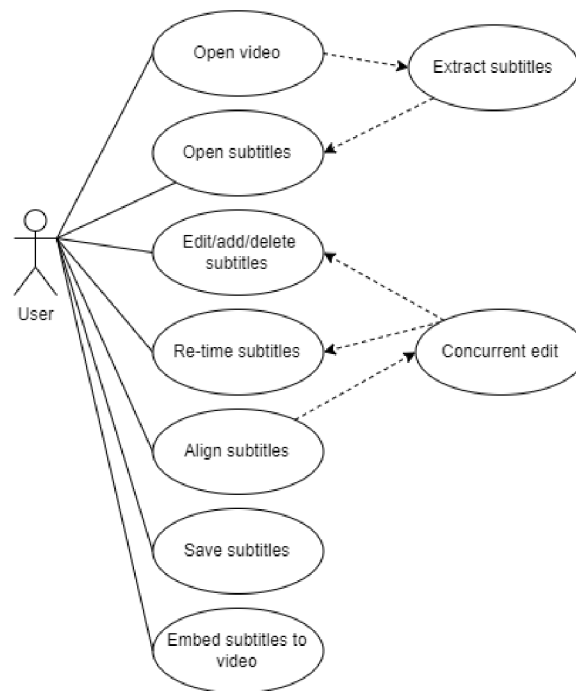 Open video
Extract subtitles
Open subtitles
Edit/add/delete
subtitles
User
Re-time subtitles
Concurrent edit
Align subtitles
Save subtitles
Embed subtitles to
video